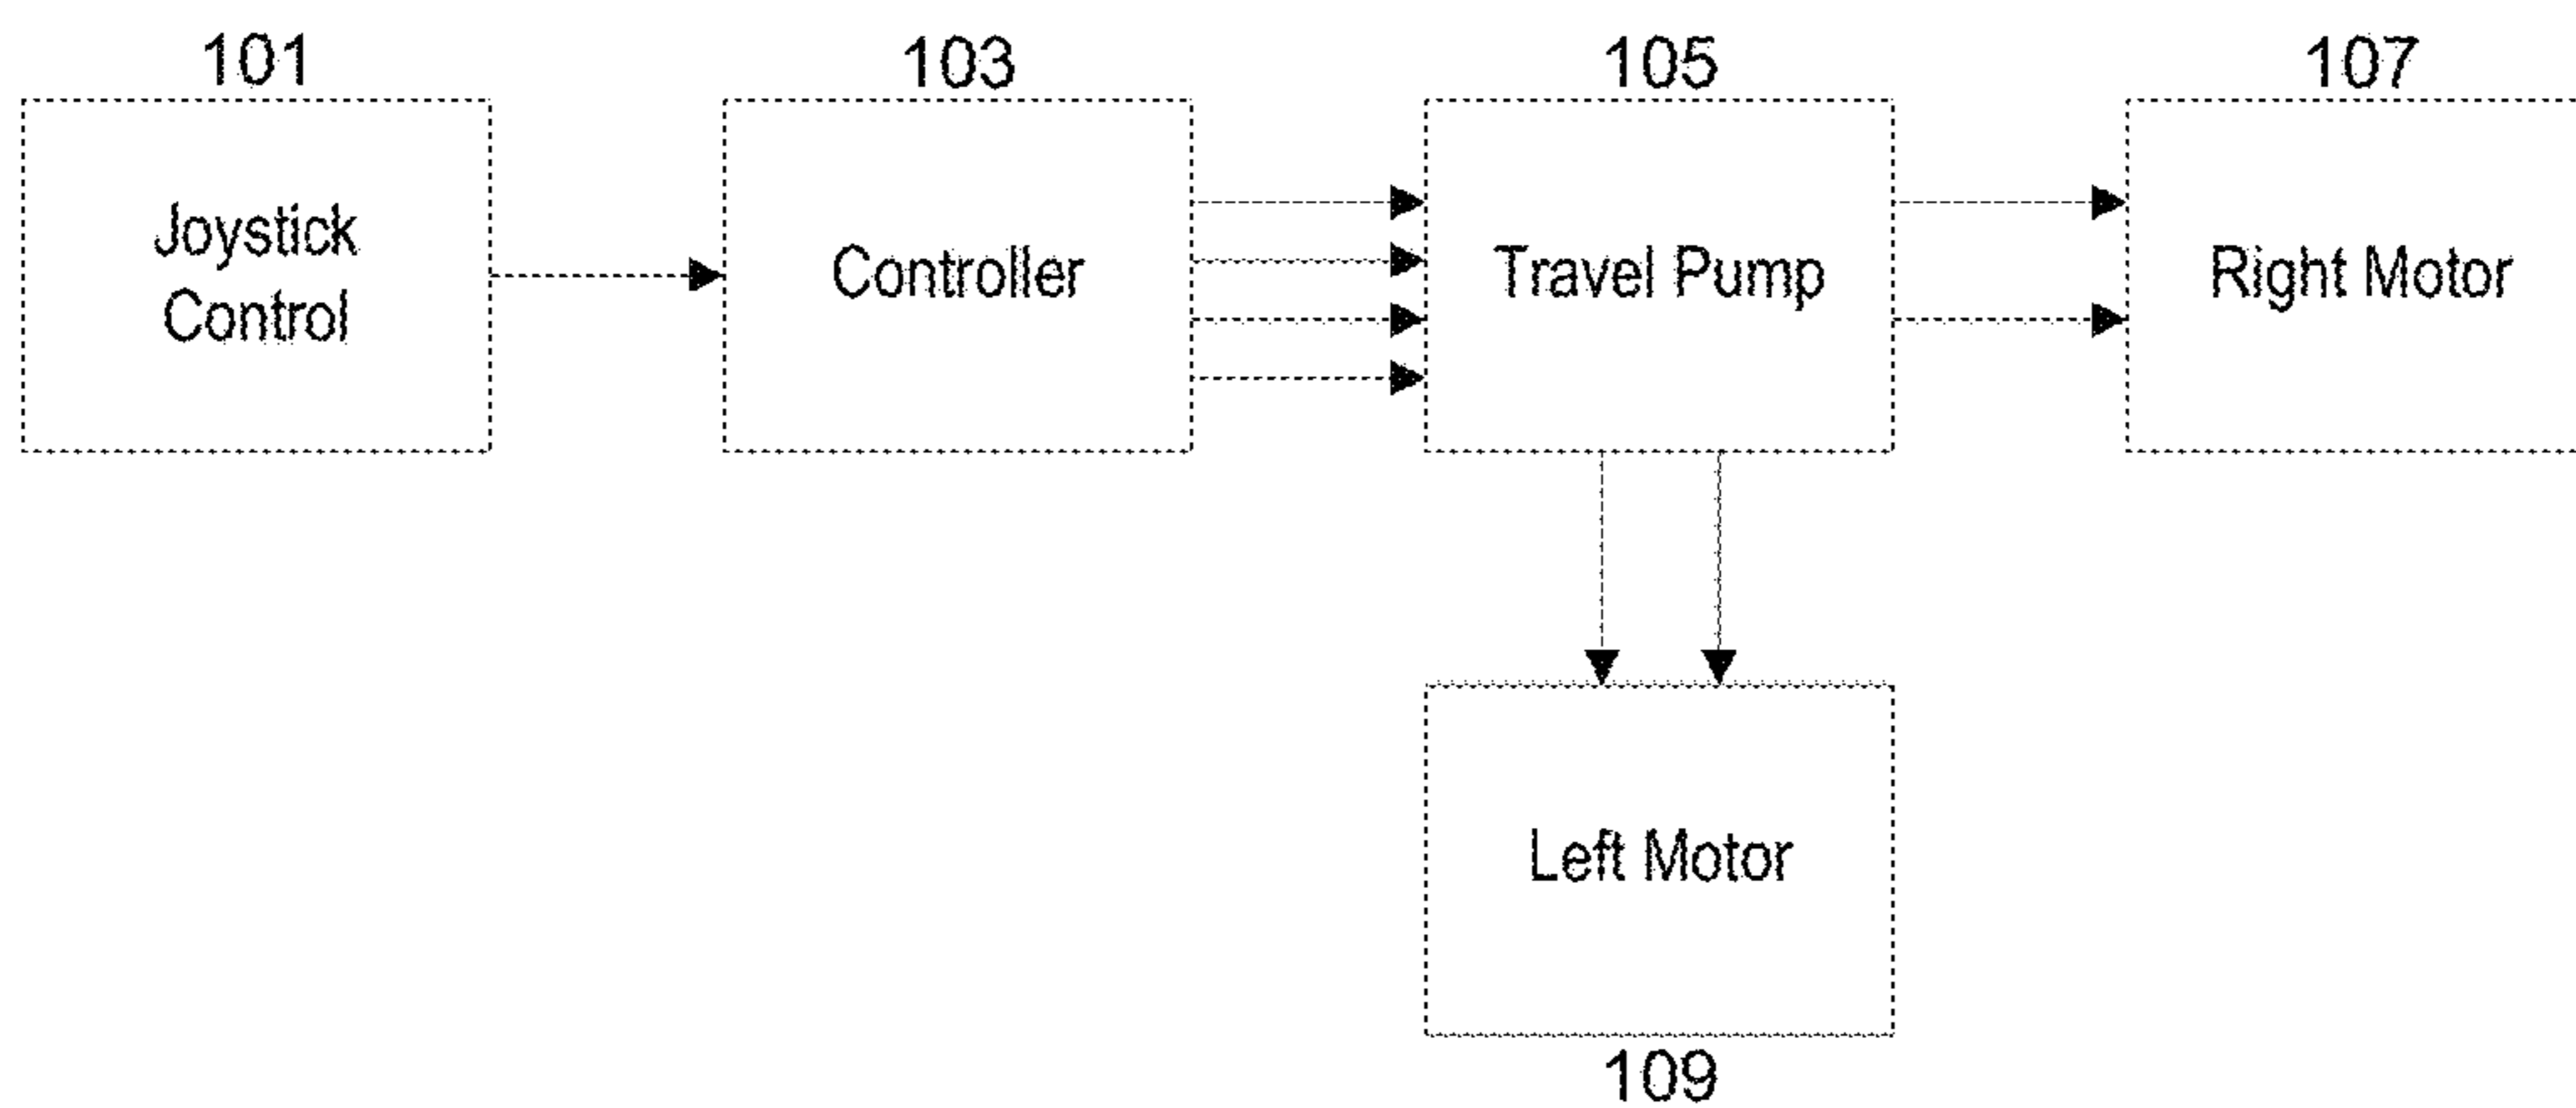 101
Joystick
Control
103
Controller
105
Travel Pump
107
Right Motor
Left Motor
109